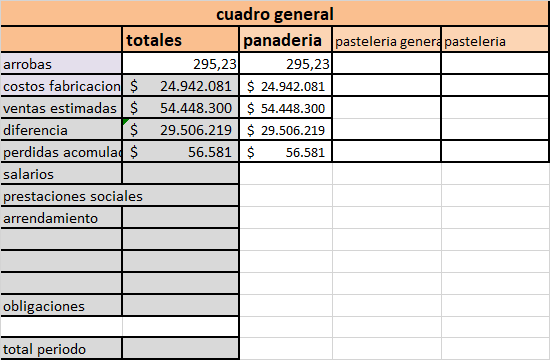 cuadro general
totales panaderia pasteleria genera pasteleria
arrobas 295,23 295,23
costos fabricacion $ 24.942.081 $ 24.942.081
ventas estimadas $ 54.448.300 $ 54.448.300
diferencia $ 29.506.219 $ 29.506.219
perdidas acomulac $ 56.581 $ 56.581
salarios
prestaciones sociales
arrendamiento
obligaciones
total periodo